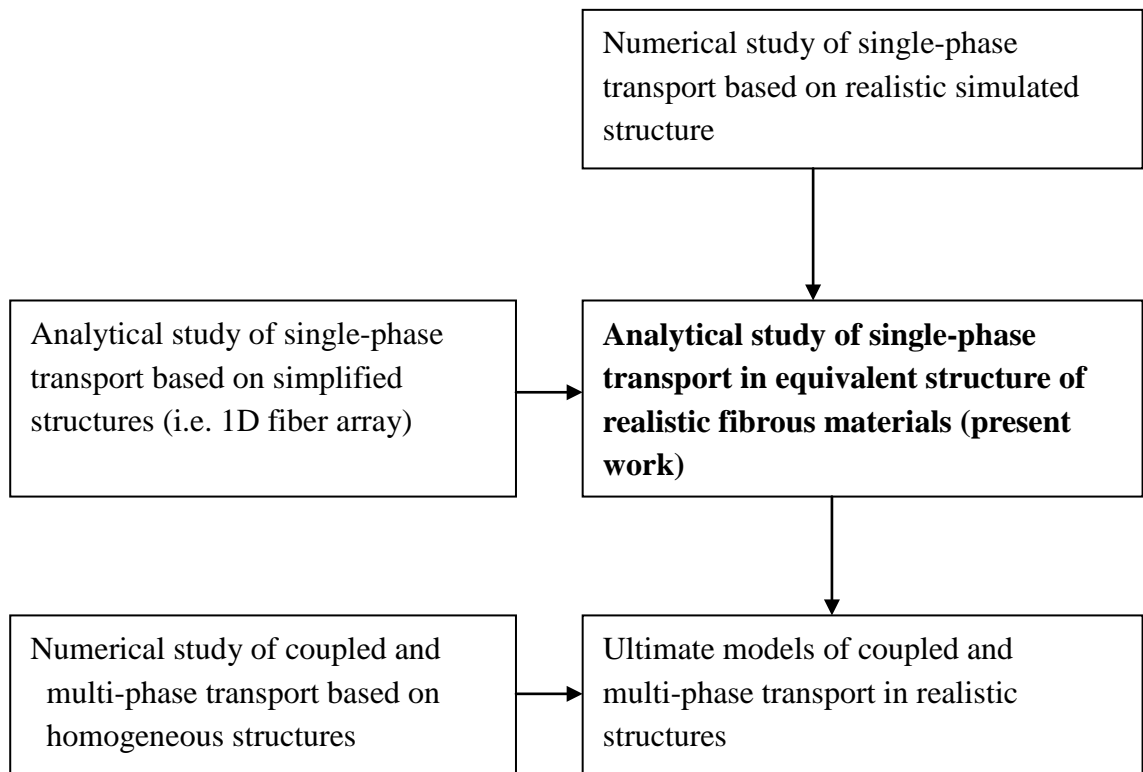 Numerical study of single-phase
transport based on realistic simulated
structure
Analytical study of single-phase
transport based on simplified
structures (i.e. 1D fiber array)
Analytical study of single-phase
transport in equivalent structure of
realistic fibrous materials (present
work)
Numerical study of coupled and
multi-phase transport based on
homogeneous structures
Ultimate models of coupled and
multi-phase transport in realistic
structures